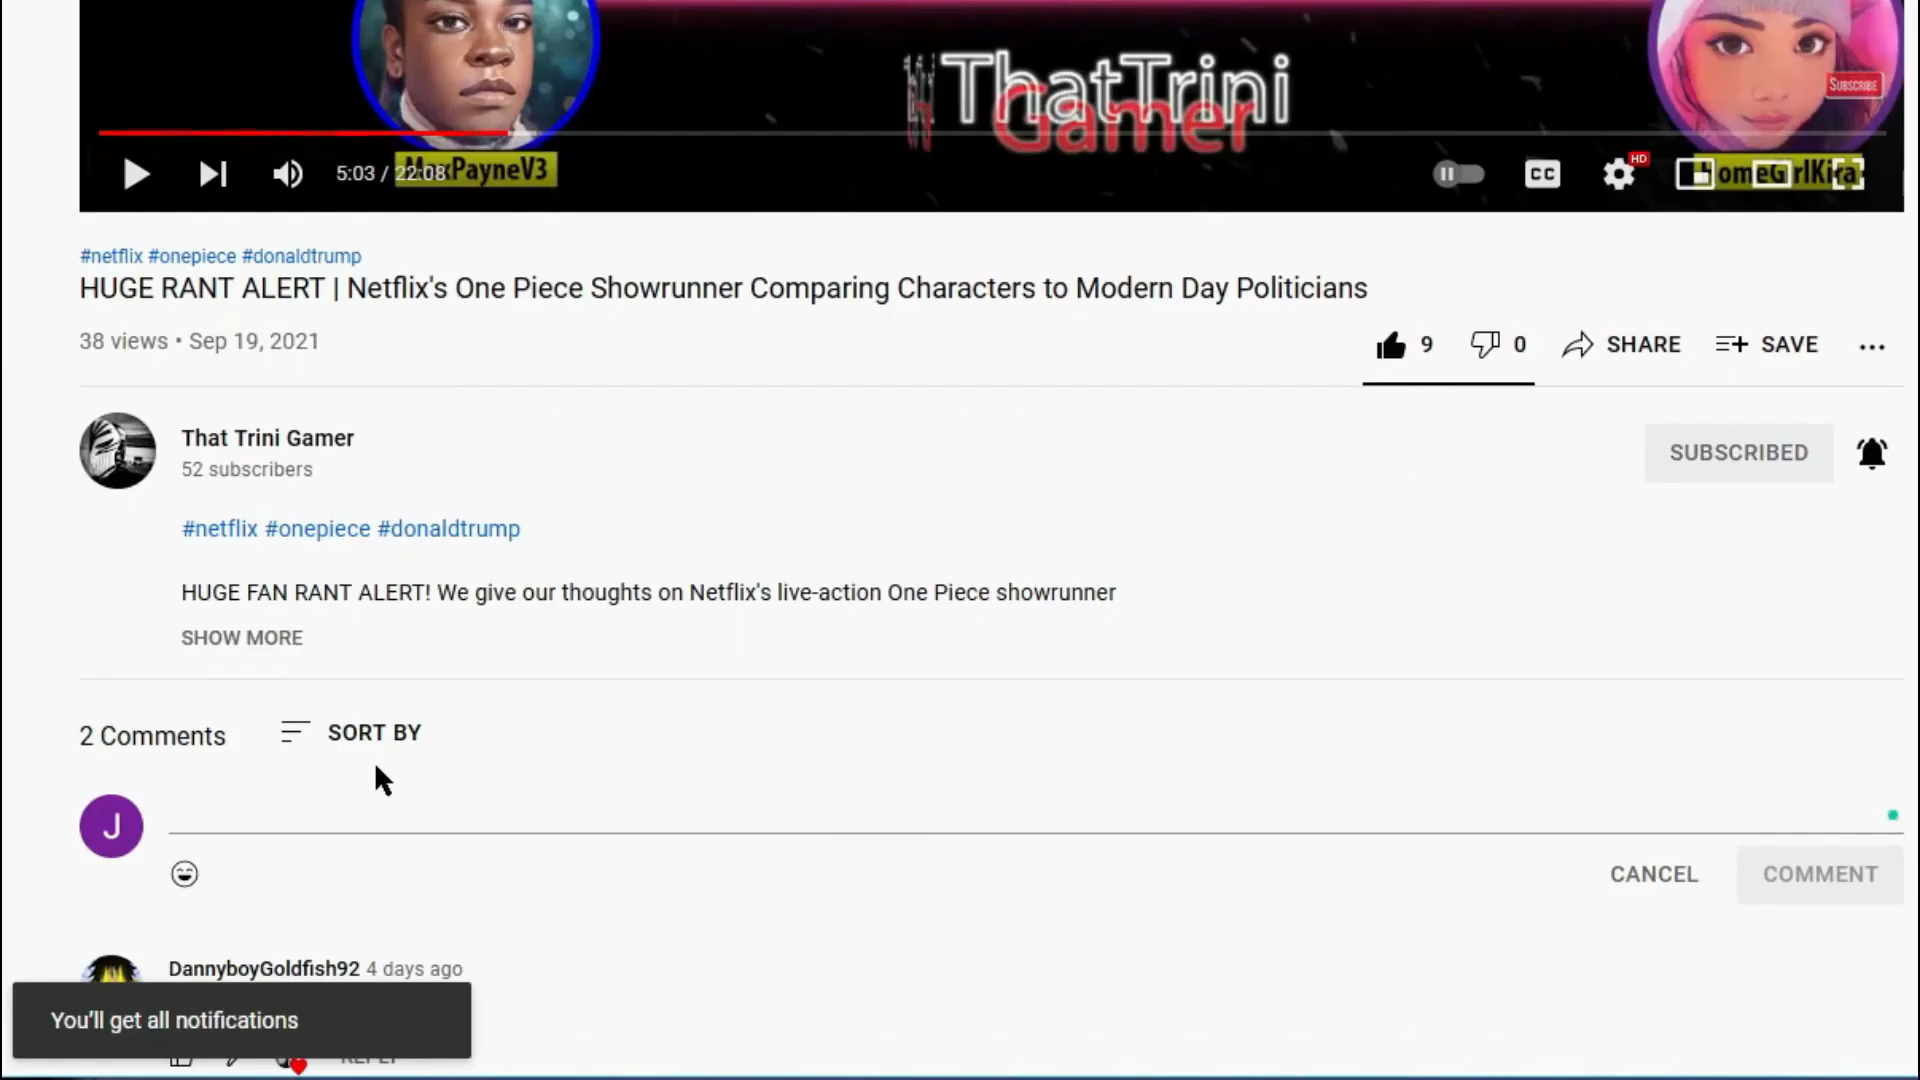 ThatTrini
Gamer
SUBSCRIBE
5:03 / 22:08
CC
HD
#netflix #onepiece #donaldtrump
HUGE RANT ALERT | Netflix's One Piece Showrunner Comparing Characters to Modern Day Politicians
38 views • Sep 19, 2021
9
0
SHARE
SAVE
That Trini Gamer
52 subscribers
SUBSCRIBED
#netflix #onepiece #donaldtrump
HUGE FAN RANT ALERT! We give our thoughts on Netflix's live-action One Piece showrunner
SHOW MORE
2 Comments
SORT BY
J
CANCEL
COMMENT
DannyboyGoldfish92 4 days ago
You'll get all notifications